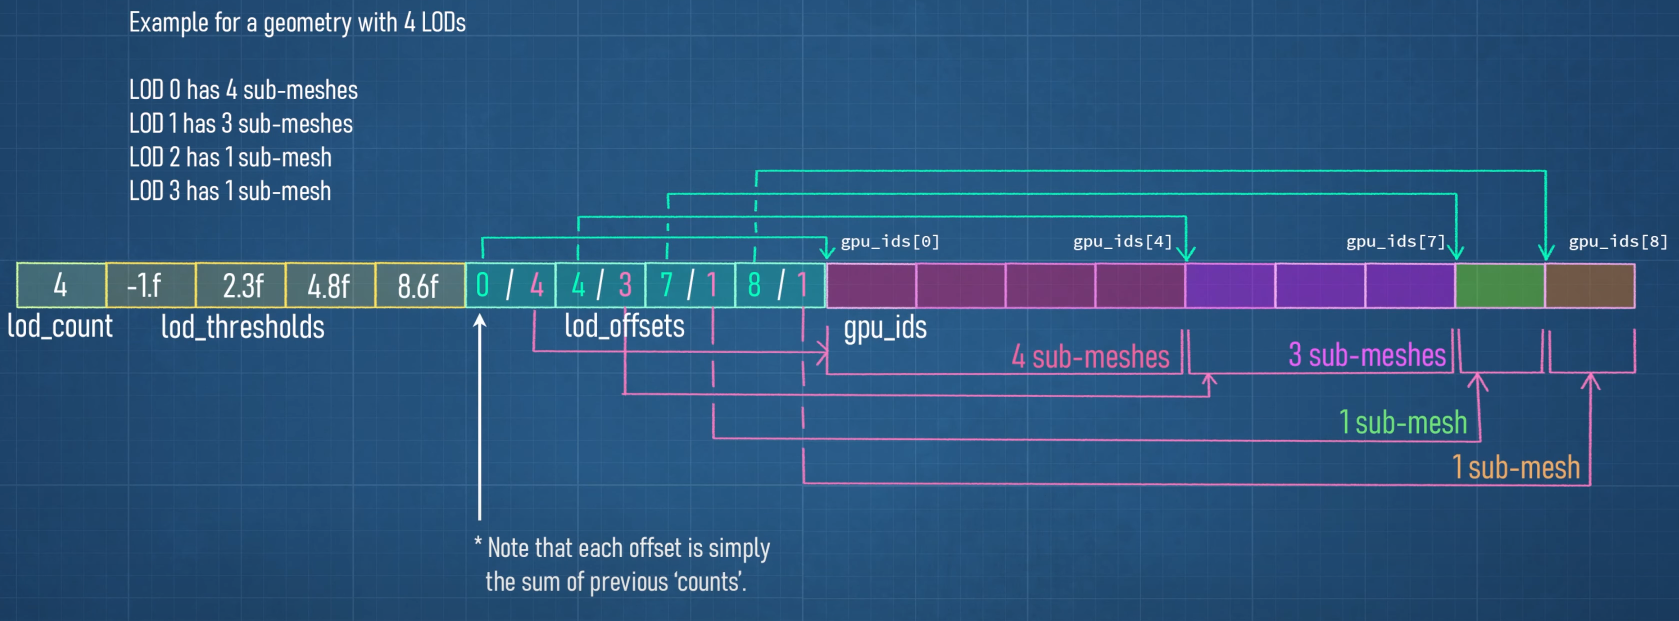 Example for a geometry with 4 LODs
LOD 0 has 4 sub-meshes
LOD 1 has 3 sub-meshes
LOD 2 has 1 sub-mesh
LOD 3 has 1 sub-mesh
gpu_ids[0] gpu_ids[4] gpu_ids[7] gpu_ids[8]
4 -1.f 2.3f 4.8f 8.6f 0 / 4 4 / 3 7 / 1 8 / 1
lod_count lod_thresholds lod_offsets gpu_ids
4 sub-meshes 3 sub-meshes
1 sub-mesh
1 sub-mesh
* Note that each offset is simply
the sum of previous ‘counts’.